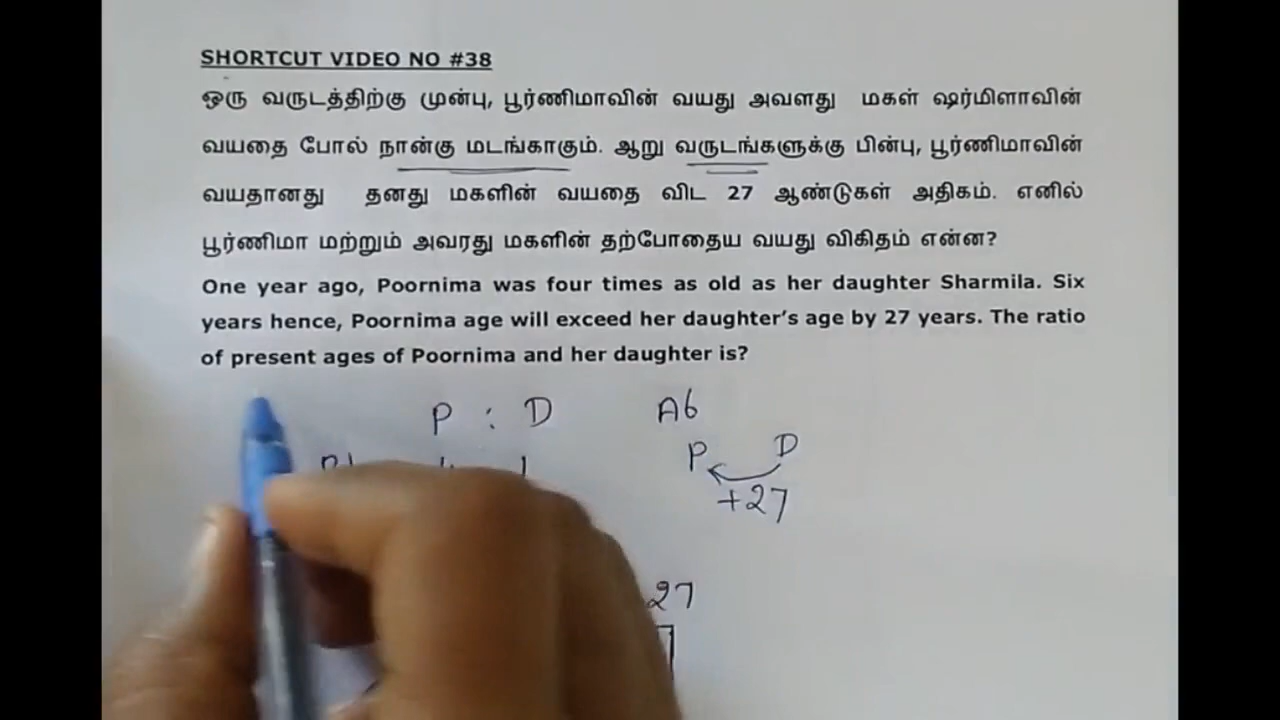 SHORTCUT VIDEO NO #38
ஒரு வருடத்திற்கு முன்பு, பூர்ணிமாவின் வயது அவளது மகள் ஷர்மிளாவின்
வயதை போல் நான்கு மடங்காகும். ஆறு வருடங்களுக்கு பின்பு, பூர்ணிமாவின்
வயதானது தனது மகளின் வயதை விட 27 ஆண்டுகள் அதிகம். எனில்
பூர்ணிமா மற்றும் அவரது மகளின் தற்போதைய வயது விகிதம் என்ன?
One year ago, Poornima was four times as old as her daughter Sharmila. Six
years hence, Poornima age will exceed her daughter's age by 27 years. The ratio
of present ages of Poornima and her daughter is?
P : D A6
P D
+27
27